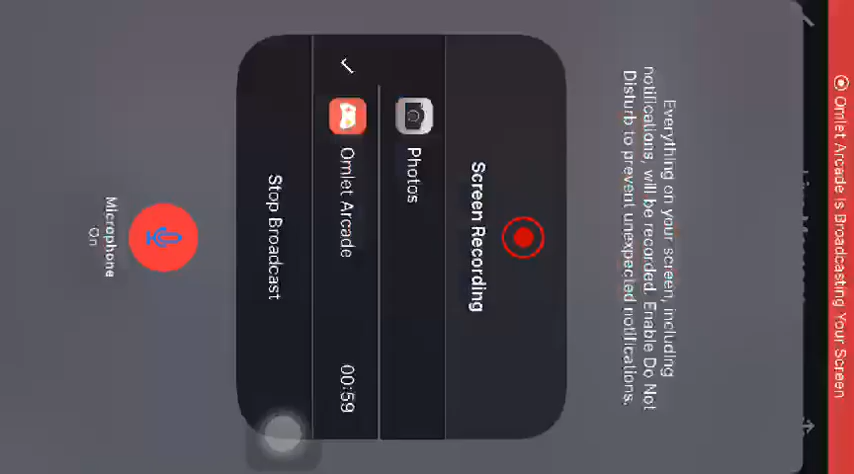 Omlet Arcade Is Broadcasting Your Screen
Everything on your screen, including
notifications, will be recorded. Enable Do Not
Disturb to prevent unexpected notifications.
Screen Recording
Photos
Omlet Arcade 00:59
Stop Broadcast
Microphone
On